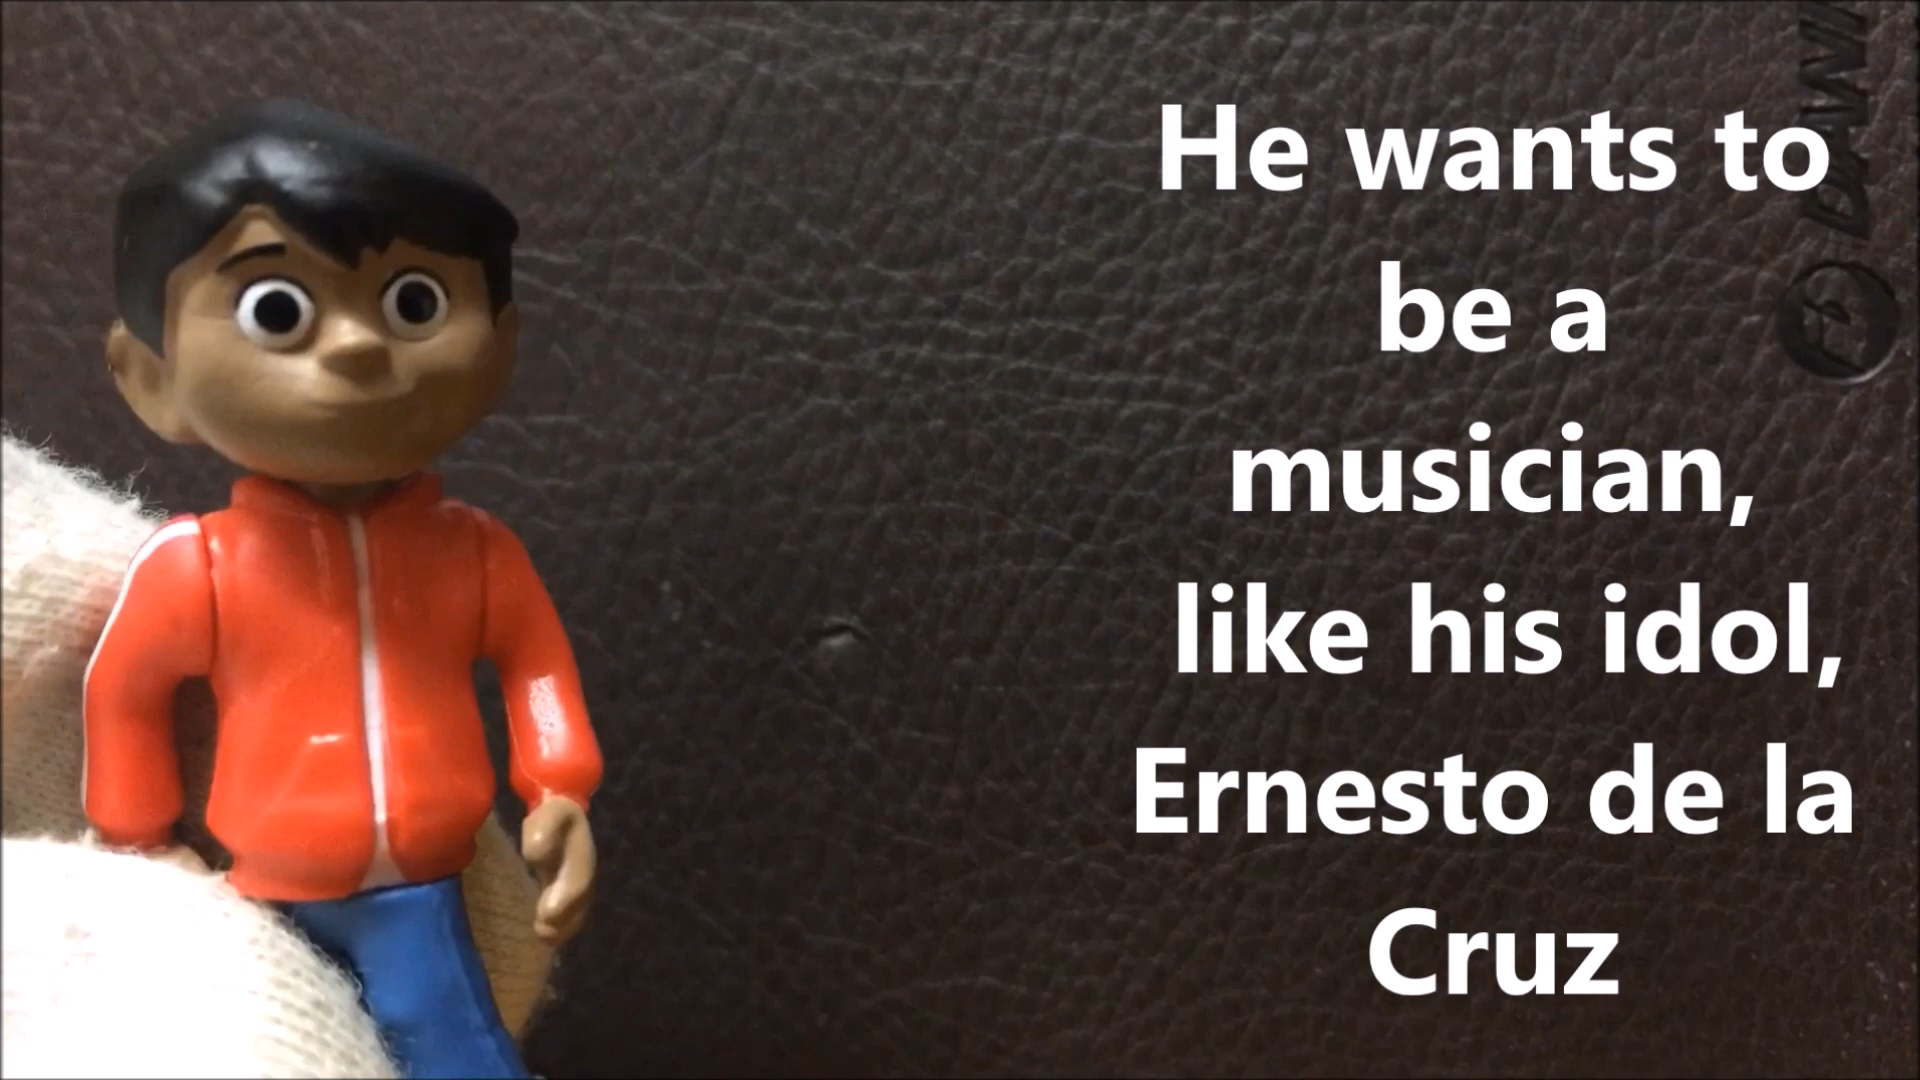 He wants to
be a
musician,
like his idol,
Ernesto de la
Cruz